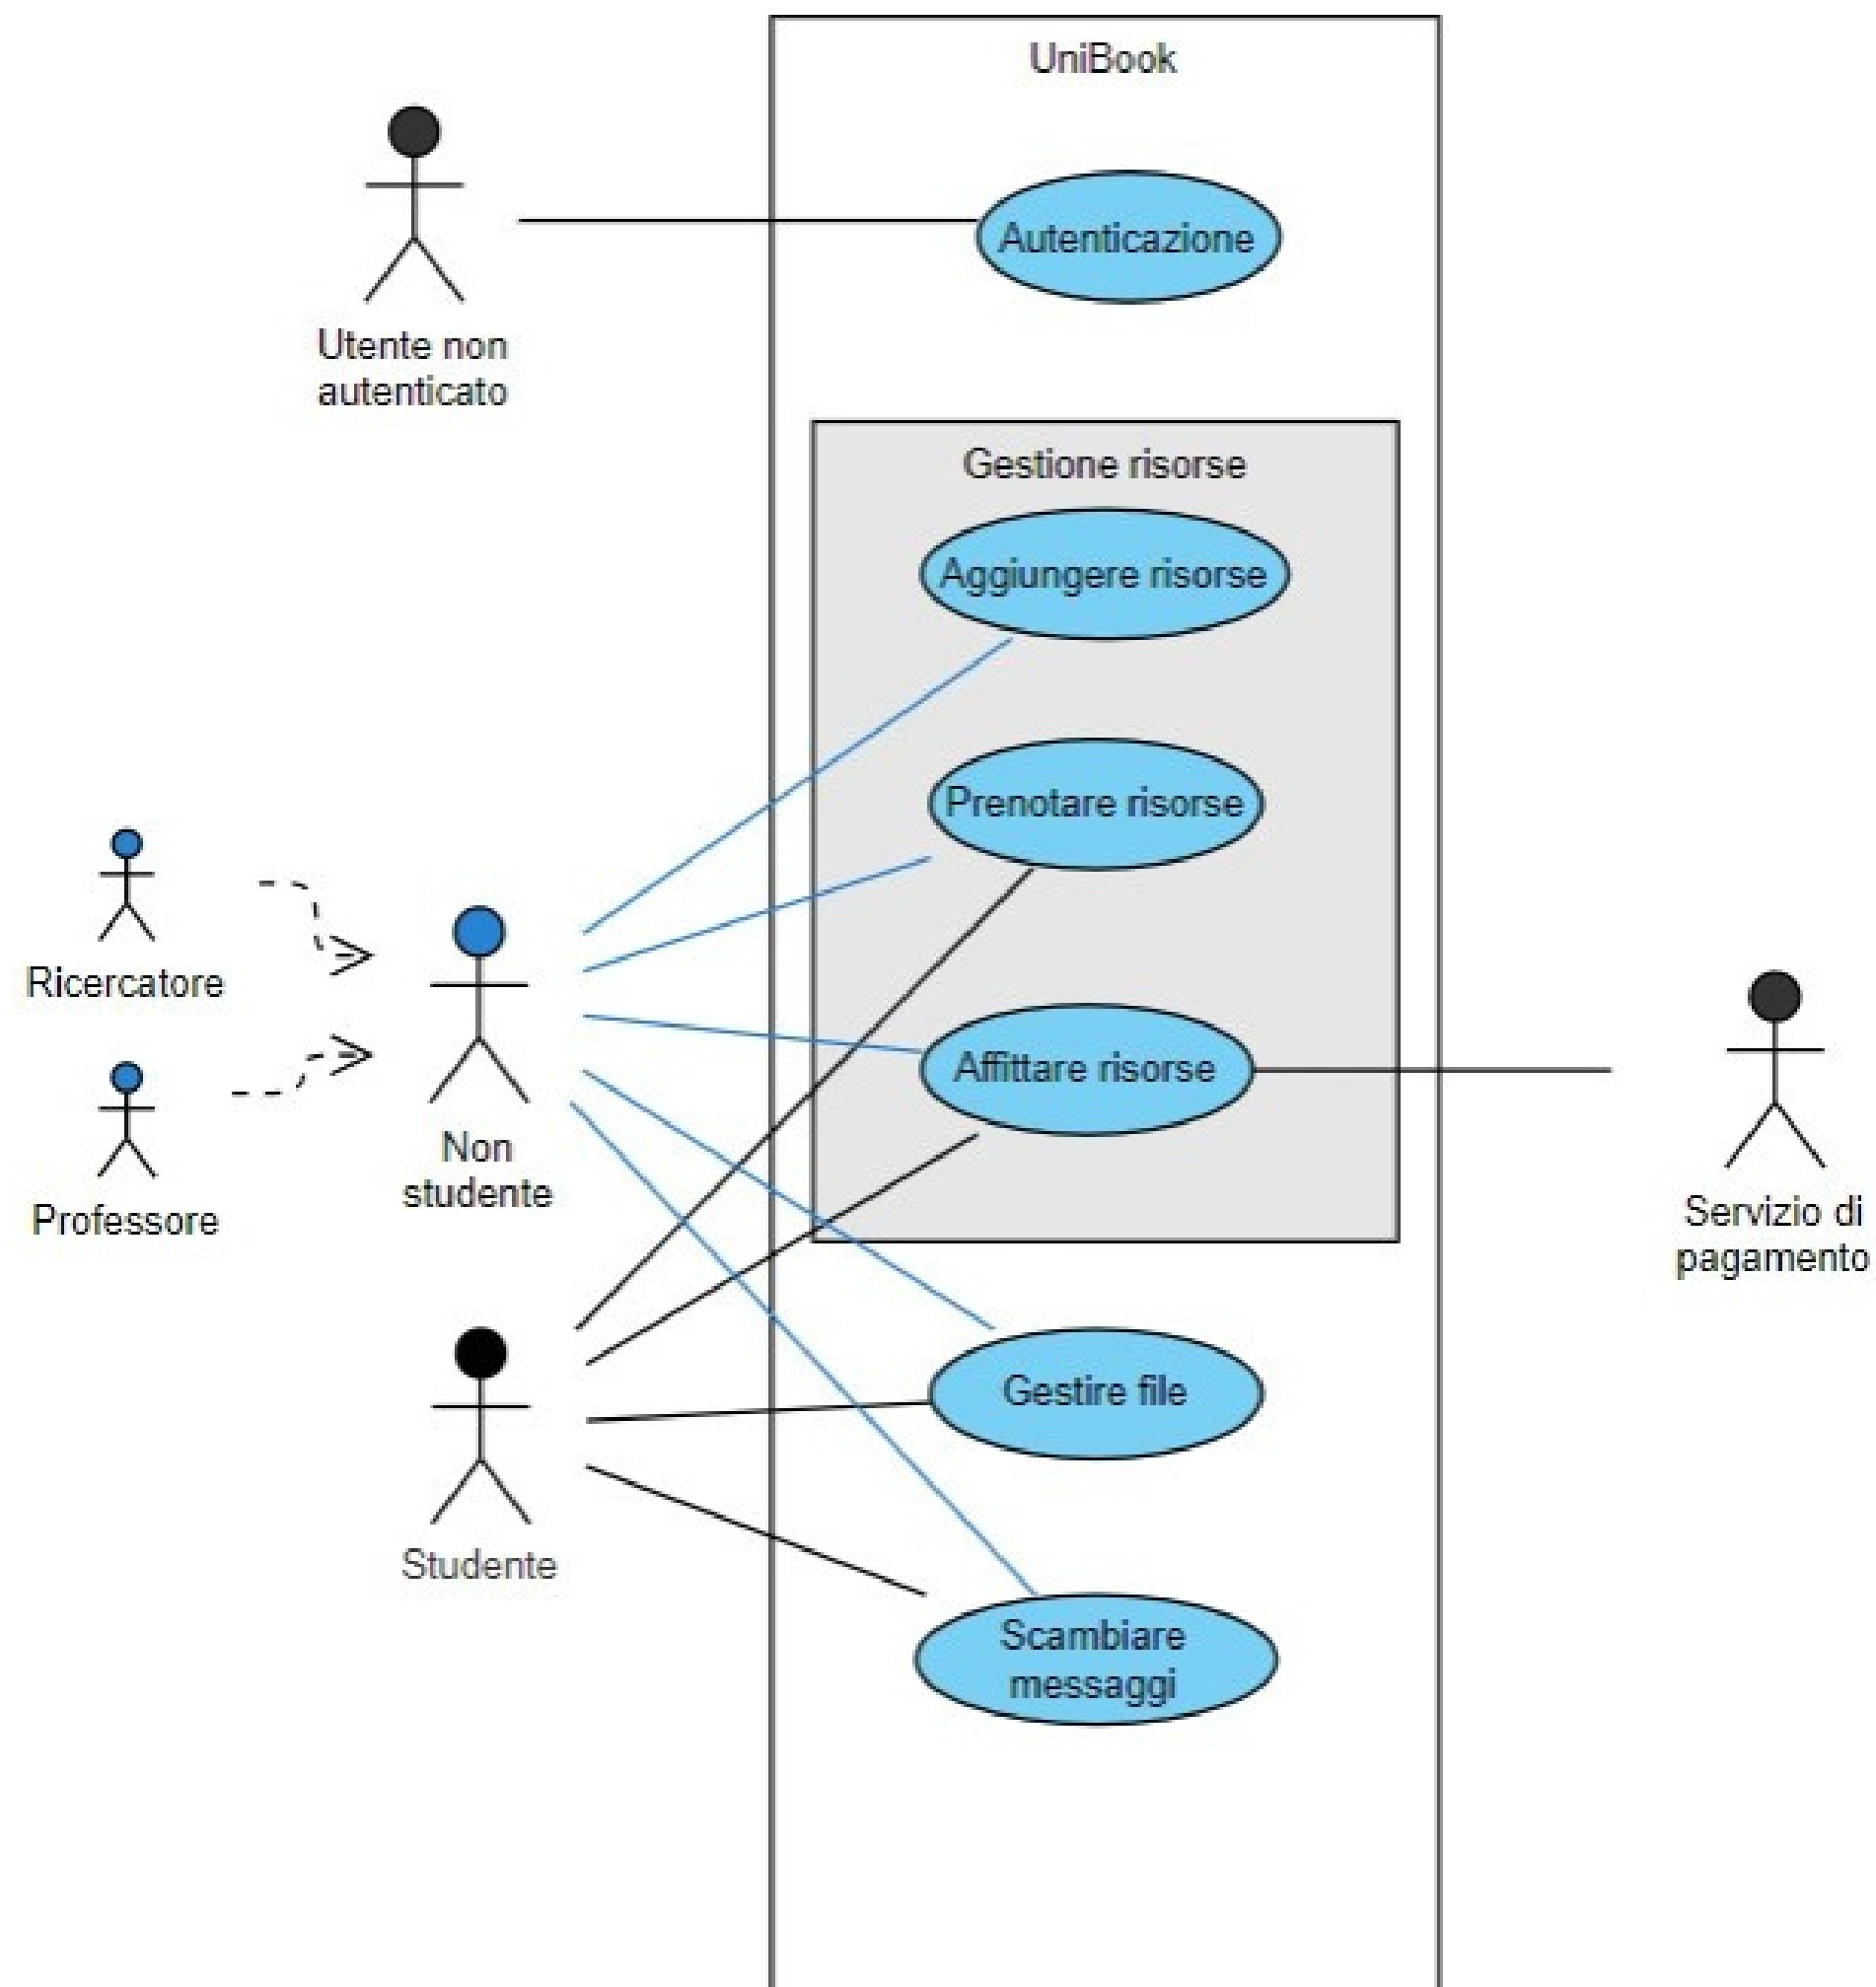 UniBook
Autenticazione
Utente non
autenticato
Gestione risorse
Aggiungere risorse
Prenotare risorse
Ricercatore
Affittare risorse
Non
studente
Professore
Servizio di
pagamento
Gestire file
Studente
Scambiare
messaggi